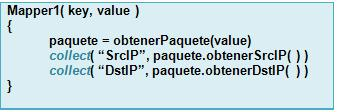 Mapper1( key, value )
{
paquete = obtenerPaquete(value)
collect( “SrcIP”, paquete.obtenerSrcIP( ) )
collect( “DstIP”, paquete.obtenerDstIP( ) )
}